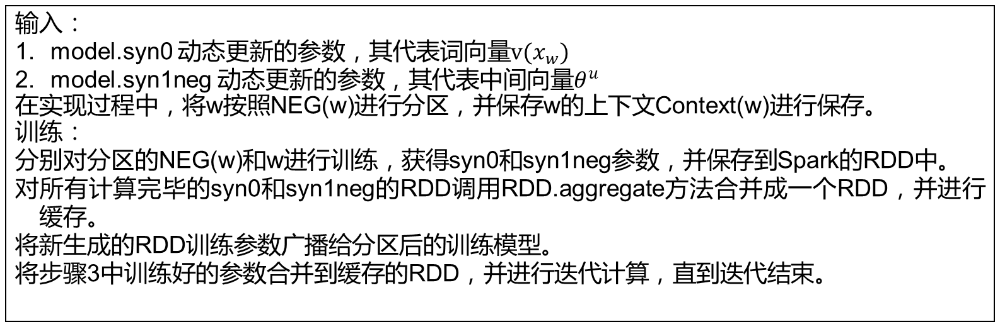 输入：
1. model.syn0 动态更新的参数，其代表词向量v(x_w)
2. model.syn1neg 动态更新的参数，其代表中间向量θ^u
在实现过程中，将w按照NEG(w)进行分区，并保存w的上下文Context(w)进行保存。
训练：
分别对分区的NEG(w)和w进行训练，获得syn0和syn1neg参数，并保存到Spark的RDD中。
对所有计算完毕的syn0和syn1neg的RDD调用RDD.aggregate方法合并成一个RDD，并进行
缓存。
将新生成的RDD训练参数广播给分区后的训练模型。
将步骤3中训练好的参数合并到缓存的RDD，并进行迭代计算，直到迭代结束。